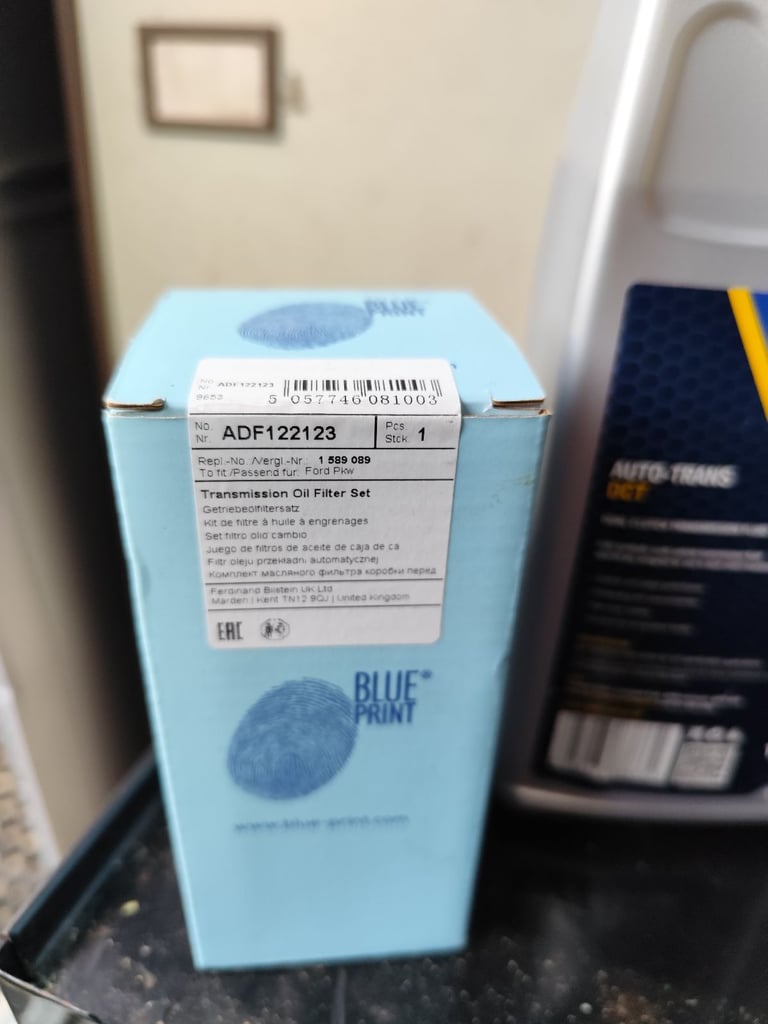 BLUE
PRINT
No.
Nr. ADF122123
9653
5 057746 081003
No.
Nr. ADF122123
Pcs.
Stck. 1
Repl.-No./Vergl.-Nr.: 1 589 089
To fit/Passend für: Ford Pkw
Transmission Oil Filter Set
Getriebeölfiltersatz
Kit de filtre à huile à engrenages
Set filtro olio cambio
Juego de filtros de aceite de caja de ca
Filtr oleju przekładni automatycznej
Комплект масляного фильтра коробки перед
Ferdinand Bilstein UK Ltd
Marden | Kent TN12 9QJ | United Kingdom
EAC
BLUE
PRINT
www.blue-print.com
AUTO-TRANS
DCT